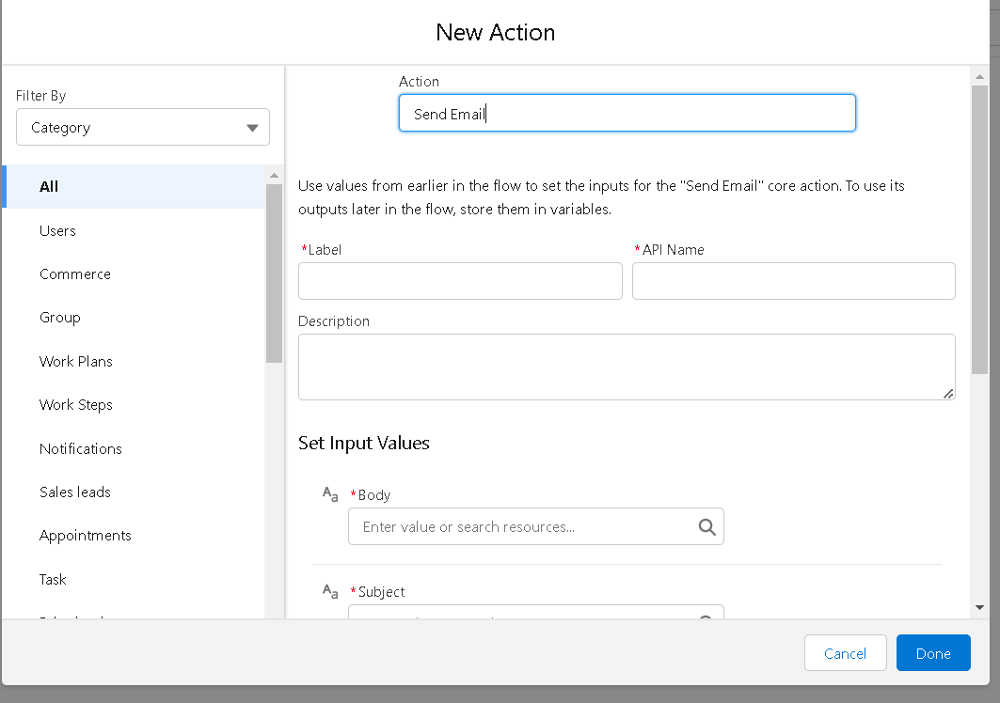 New Action
Filter By
Category
All
Users
Commerce
Group
Work Plans
Work Steps
Notifications
Sales leads
Appointments
Task
Action
Send Email
Use values from earlier in the flow to set the inputs for the "Send Email" core action. To use its
outputs later in the flow, store them in variables.
*Label
*API Name
Description
Set Input Values
Aa *Body
Enter value or search resources...
Aa *Subject
Cancel
Done